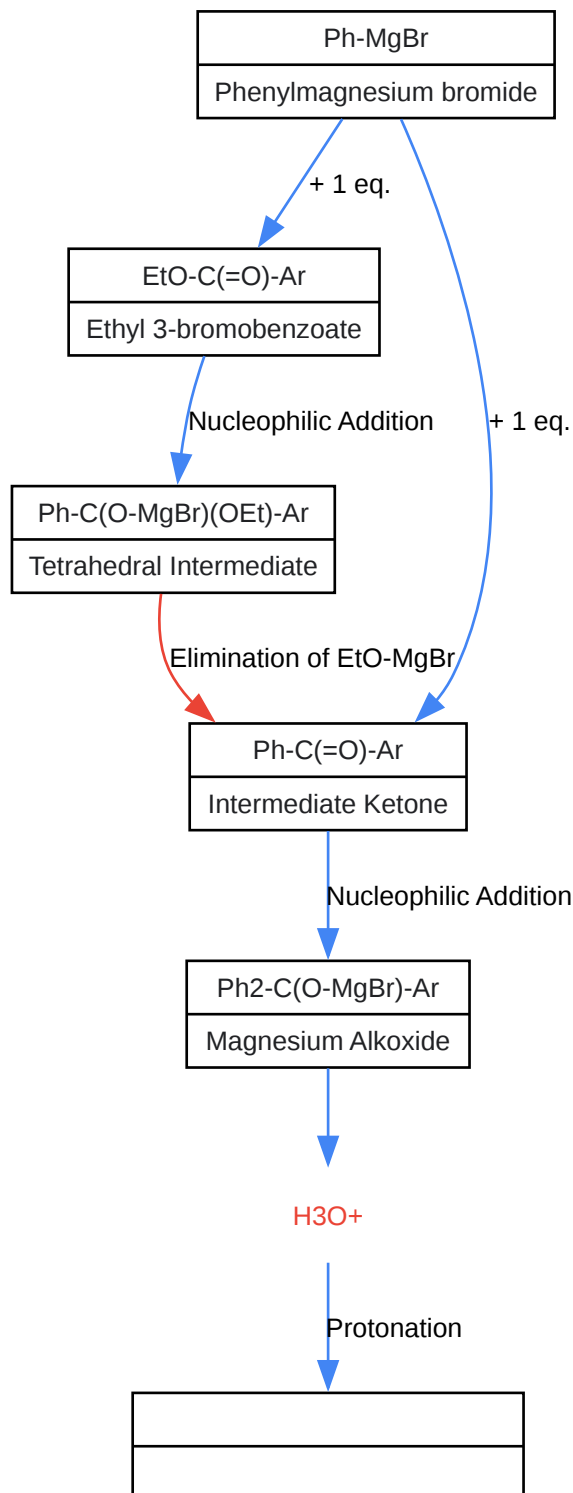 Ph-MgBr
Phenylmagnesium bromide
+ 1 eq.
EtO-C(=O)-Ar
Ethyl 3-bromobenzoate
Nucleophilic Addition
+ 1 eq.
Ph-C(O-MgBr)(OEt)-Ar
Tetrahedral Intermediate
Elimination of EtO-MgBr
Ph-C(=O)-Ar
Intermediate Ketone
Nucleophilic Addition
Ph2-C(O-MgBr)-Ar
Magnesium Alkoxide
H3O+
Protonation